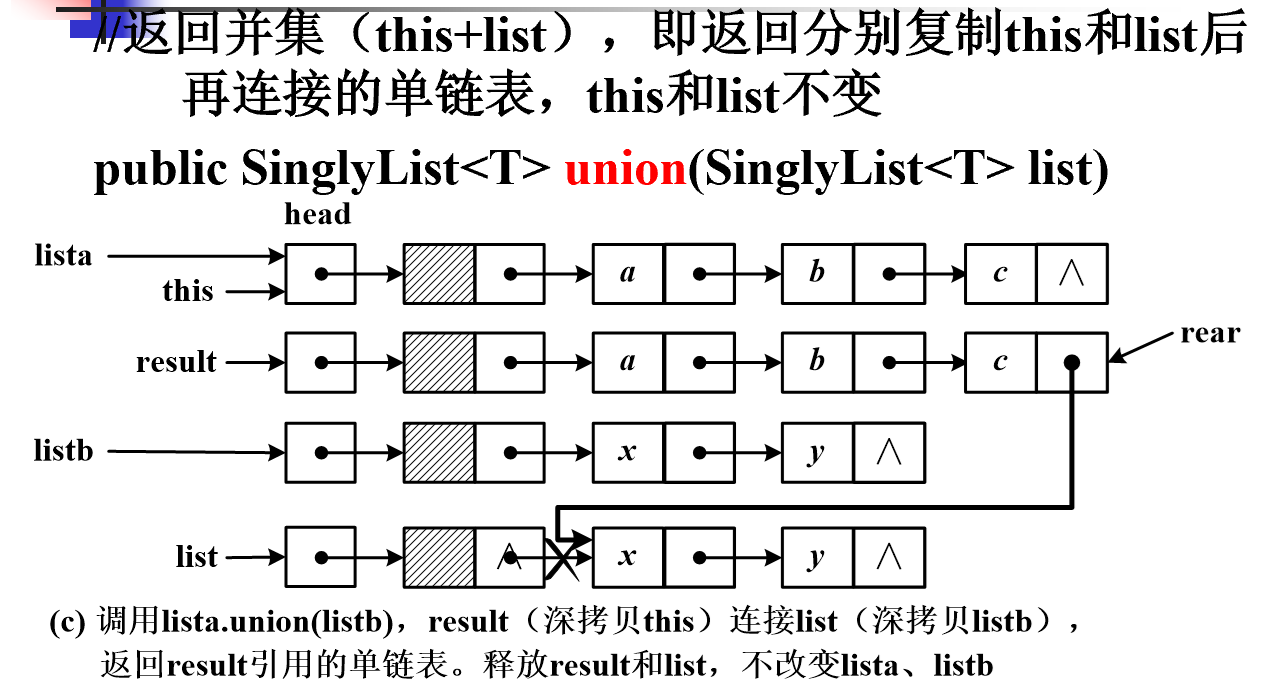 //返回并集（this+list），即返回分别复制this和list后
再连接的单链表，this和list不变
public SinglyList<T> union(SinglyList<T> list)
head
lista
this
a
b
c
∧
result
a
b
c
rear
listb
x
y
∧
list
∧
x
y
∧
(c) 调用lista.union(listb)，result（深拷贝this）连接list（深拷贝listb），
返回result引用的单链表。释放result和list，不改变lista、listb